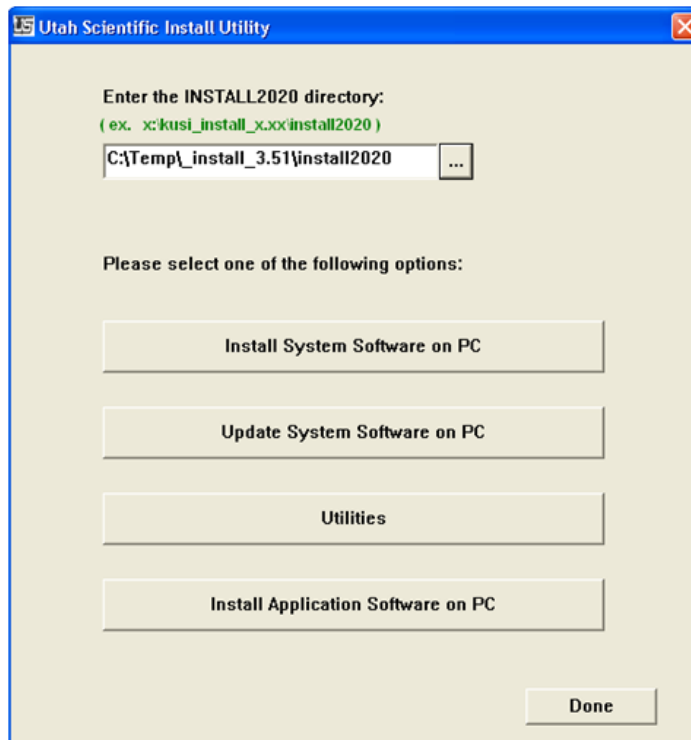 US Utah Scientific Install Utility
Enter the INSTALL2020 directory:
( ex. x:\kusi_install_x.xx\install2020 )
C:\Temp\_install_3.51\install2020 ...
Please select one of the following options:
Install System Software on PC
Update System Software on PC
Utilities
Install Application Software on PC
Done